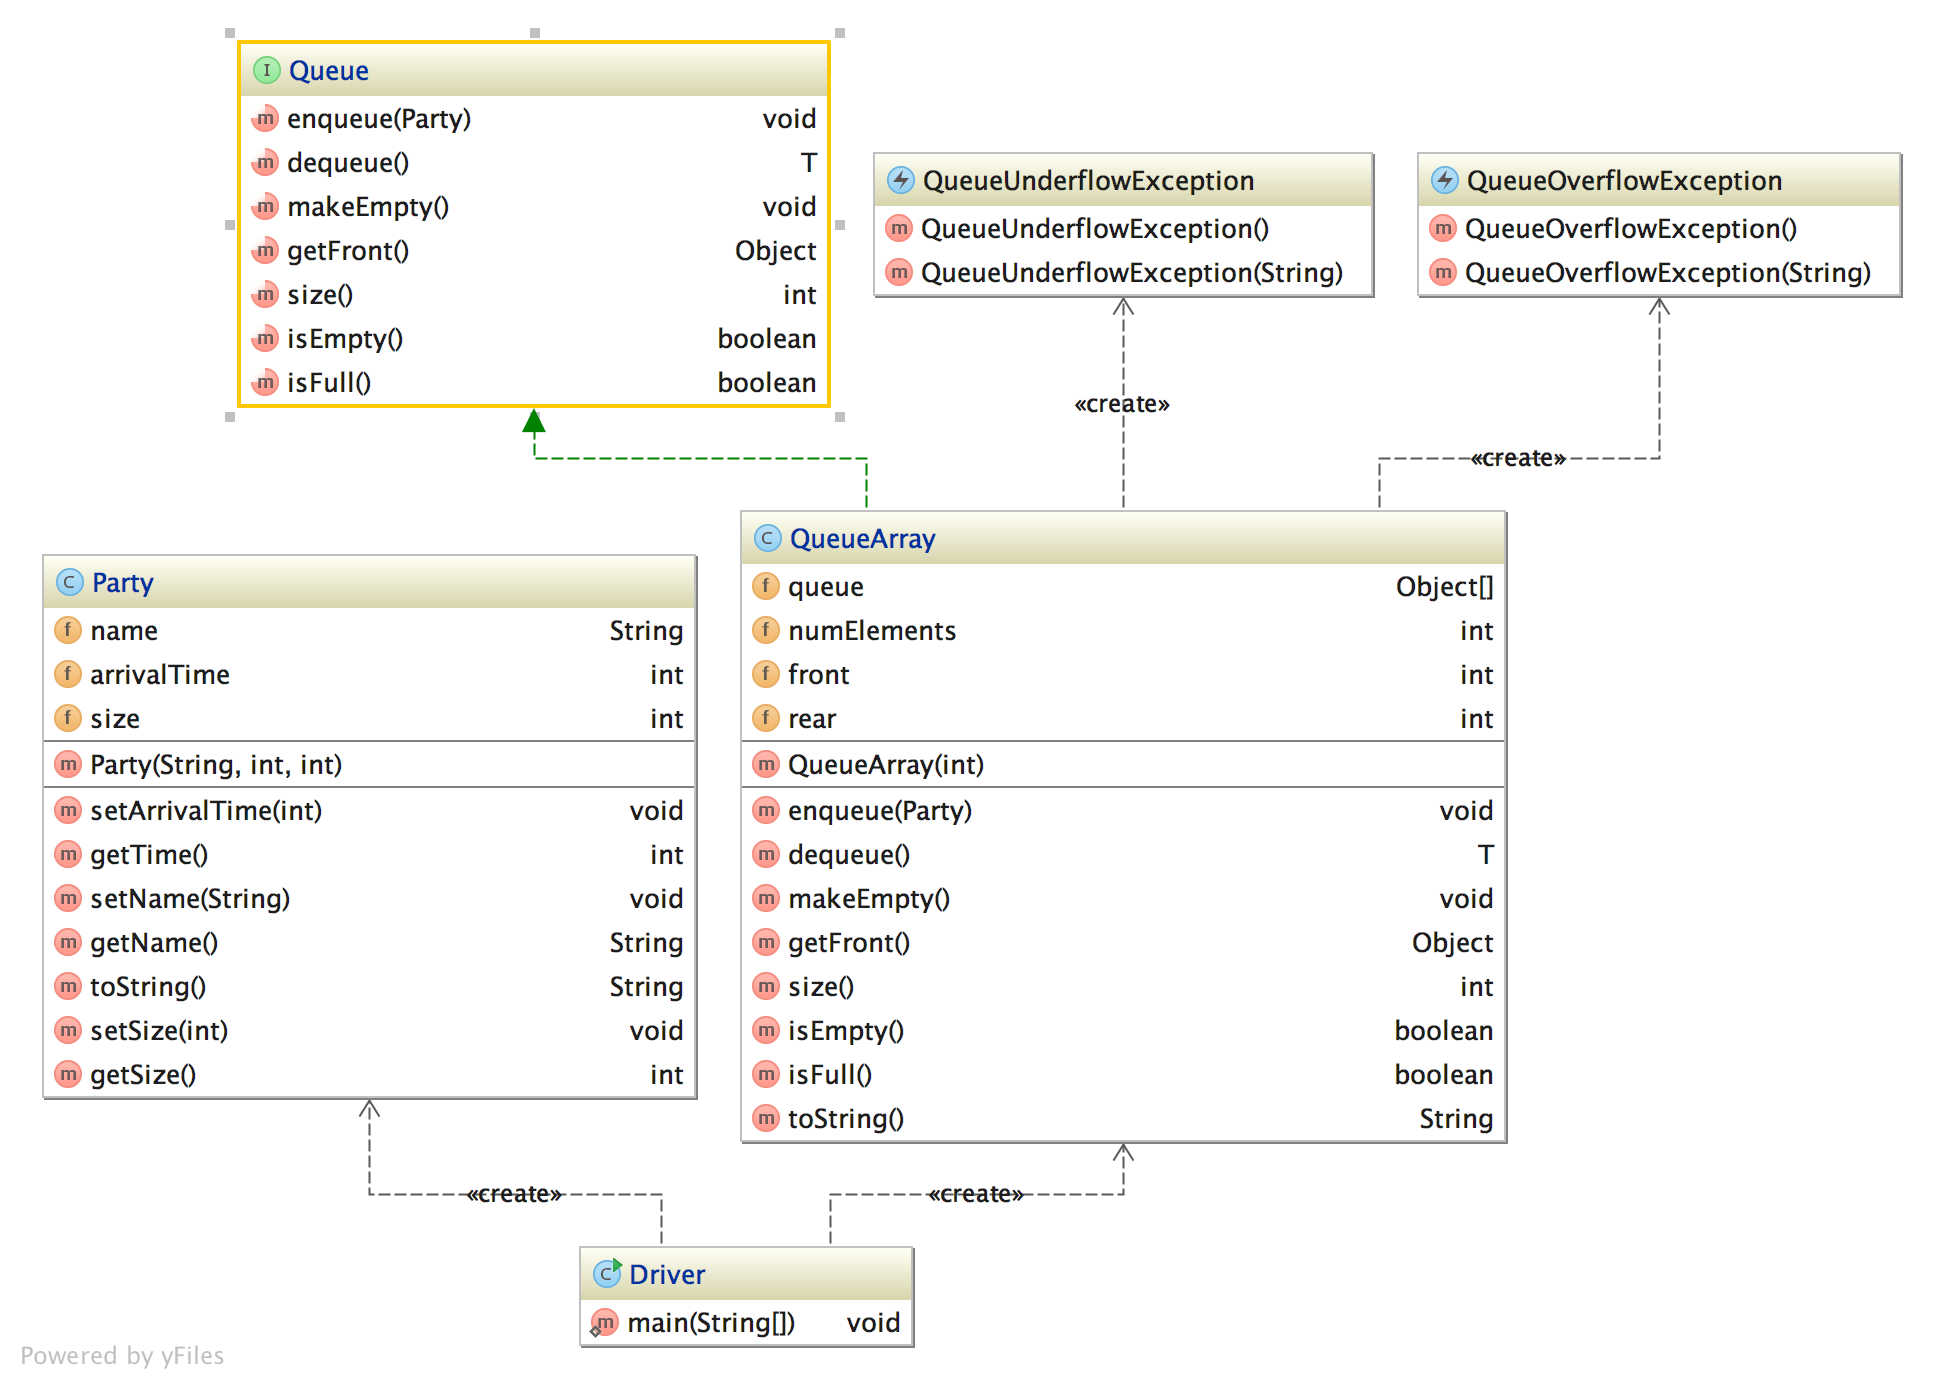 I Queue
m enqueue(Party) void
m dequeue() T
m makeEmpty() void
m getFront() Object
m size() int
m isEmpty() boolean
m isFull() boolean
QueueUnderflowException
m QueueUnderflowException()
m QueueUnderflowException(String)
QueueOverflowException
m QueueOverflowException()
m QueueOverflowException(String)
«create»
«create»
C Party
f name String
f arrivalTime int
f size int
m Party(String, int, int)
m setArrivalTime(int) void
m getTime() int
m setName(String) void
m getName() String
m toString() String
m setSize(int) void
m getSize() int
C QueueArray
f queue Object[]
f numElements int
f front int
f rear int
m QueueArray(int)
m enqueue(Party) void
m dequeue() T
m makeEmpty() void
m getFront() Object
m size() int
m isEmpty() boolean
m isFull() boolean
m toString() String
«create»
«create»
C Driver
m main(String[]) void
Powered by yFiles